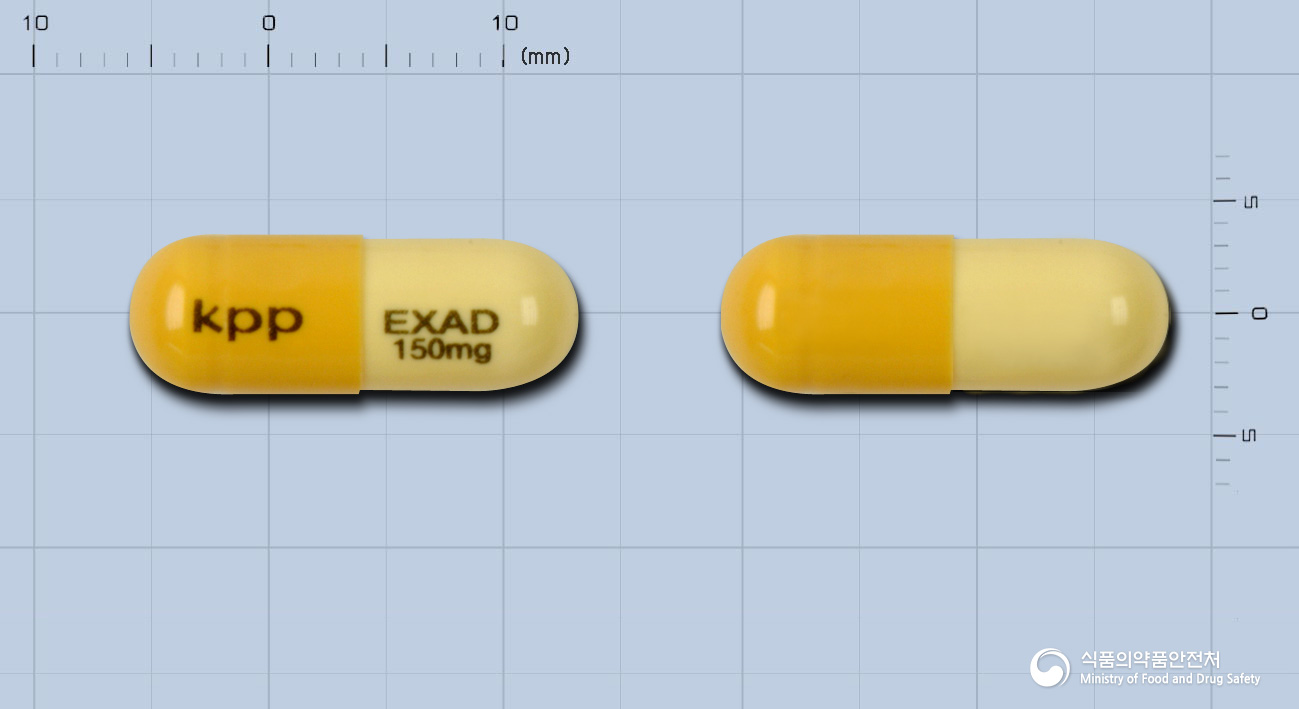 10 0 10
(mm)
kpp
EXAD
150mg
5
0
5
식품의약품안전처
Ministry of Food and Drug Safety